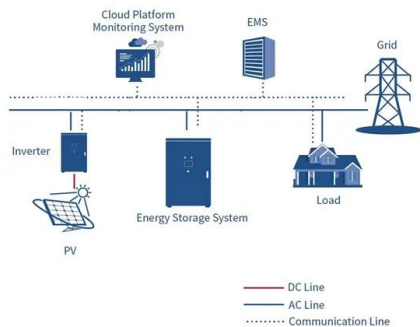 Cloud Platform
Monitoring System
EMS
Grid
Inverter
Energy Storage System
Load
PV
DC Line
AC Line
Communication Line